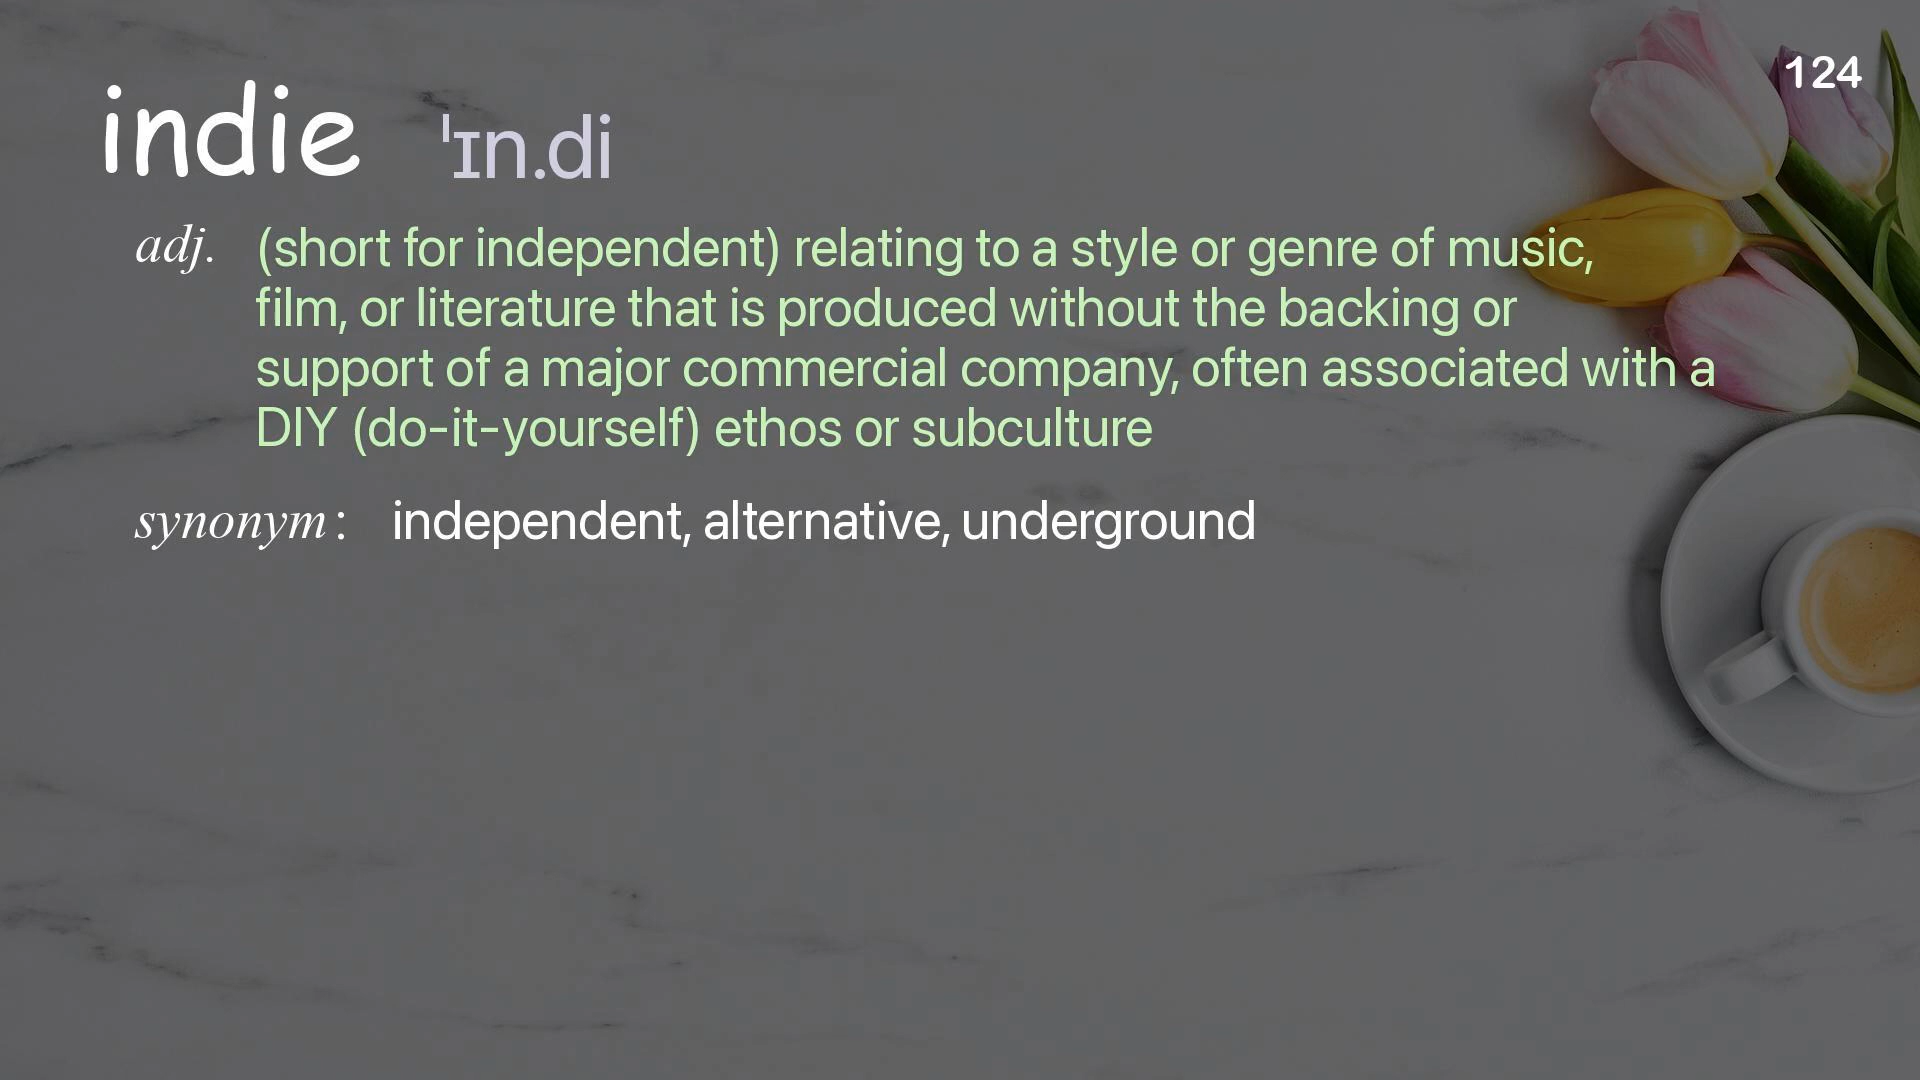 124
indie ˈɪn.di
adj. (short for independent) relating to a style or genre of music,
film, or literature that is produced without the backing or
support of a major commercial company, often associated with a
DIY (do-it-yourself) ethos or subculture
synonym: independent, alternative, underground